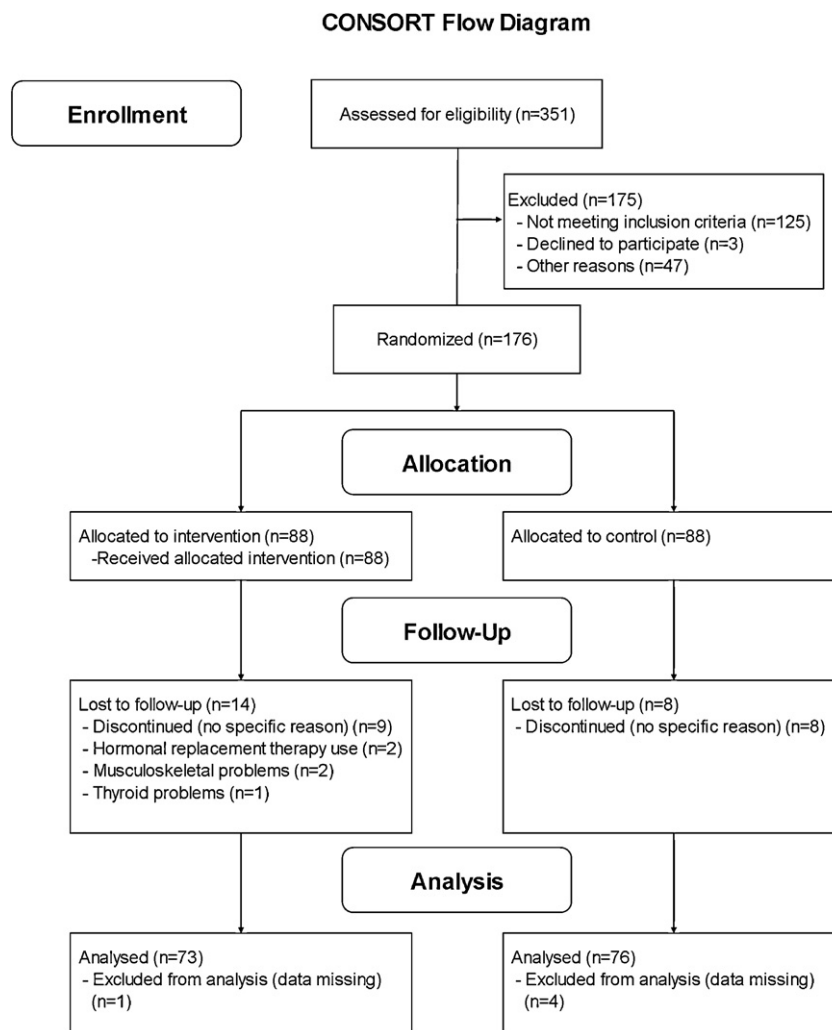 CONSORT Flow Diagram
Enrollment
Assessed for eligibility (n=351)
Excluded (n=175)
- Not meeting inclusion criteria (n=125)
- Declined to participate (n=3)
- Other reasons (n=47)
Randomized (n=176)
Allocation
Allocated to intervention (n=88)
-Received allocated intervention (n=88)
Allocated to control (n=88)
Follow-Up
Lost to follow-up (n=14)
- Discontinued (no specific reason) (n=9)
- Hormonal replacement therapy use (n=2)
- Musculoskeletal problems (n=2)
- Thyroid problems (n=1)
Lost to follow-up (n=8)
- Discontinued (no specific reason) (n=8)
Analysis
Analysed (n=73)
- Excluded from analysis (data missing)
(n=1)
Analysed (n=76)
- Excluded from analysis (data missing)
(n=4)